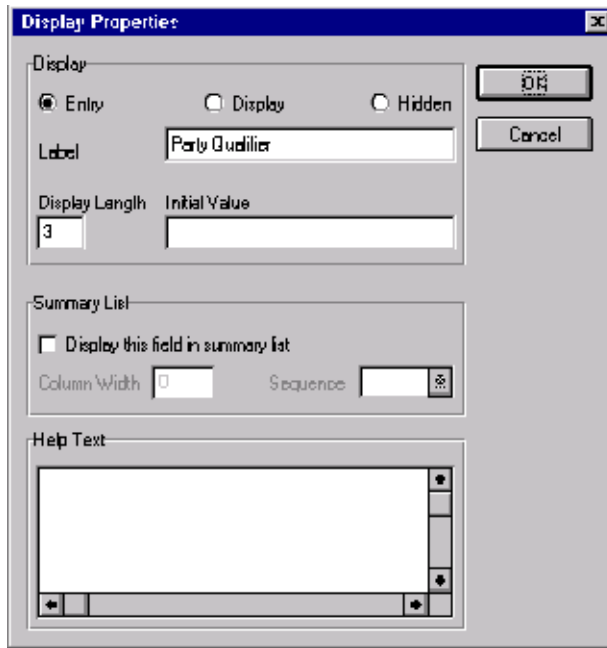 Display Properties
Display
Entry Display Hidden
Label Party Qualifier
Display Length Initial Value
3
OK
Cancel
Summary List
Display this field in summary list
Column Width 0 Sequence
Help Text